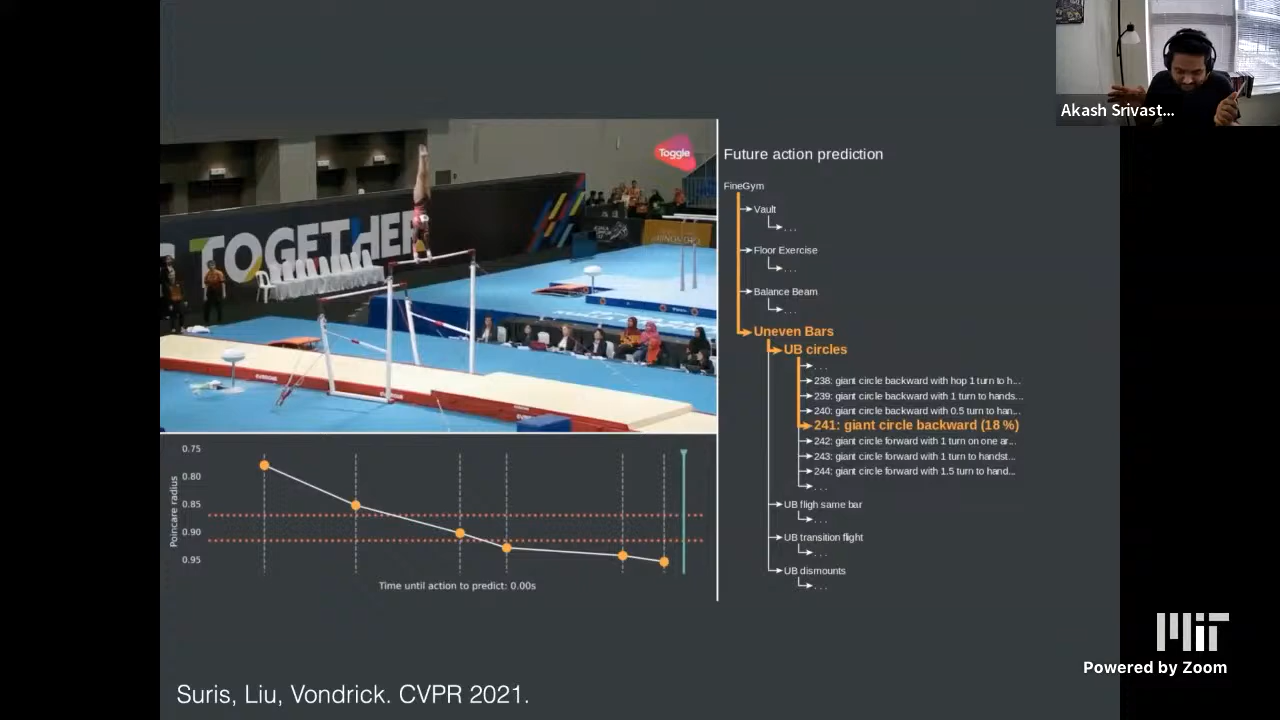 TOGETHER
Toggle
Future action prediction
FineGym
Vault
. . .
Floor Exercise
. . .
Balance Beam
. . .
Uneven Bars
UB circles
. . .
238: giant circle backward with hop 1 turn to h...
239: giant circle backward with 1 turn to hands...
240: giant circle backward with 0.5 turn to han...
241: giant circle backward (18 %)
242: giant circle forward with 1 turn on one ar...
243: giant circle forward with 1 turn to handst...
244: giant circle forward with 1.5 turn to hand...
. . .
UB fligh same bar
. . .
UB transition flight
. . .
UB dismounts
. . .
Poincare radius
0.75
0.80
0.85
0.90
0.95
Time until action to predict: 0.00s
Suris, Liu, Vondrick. CVPR 2021.
Akash Srivast...
MIT
Powered by Zoom